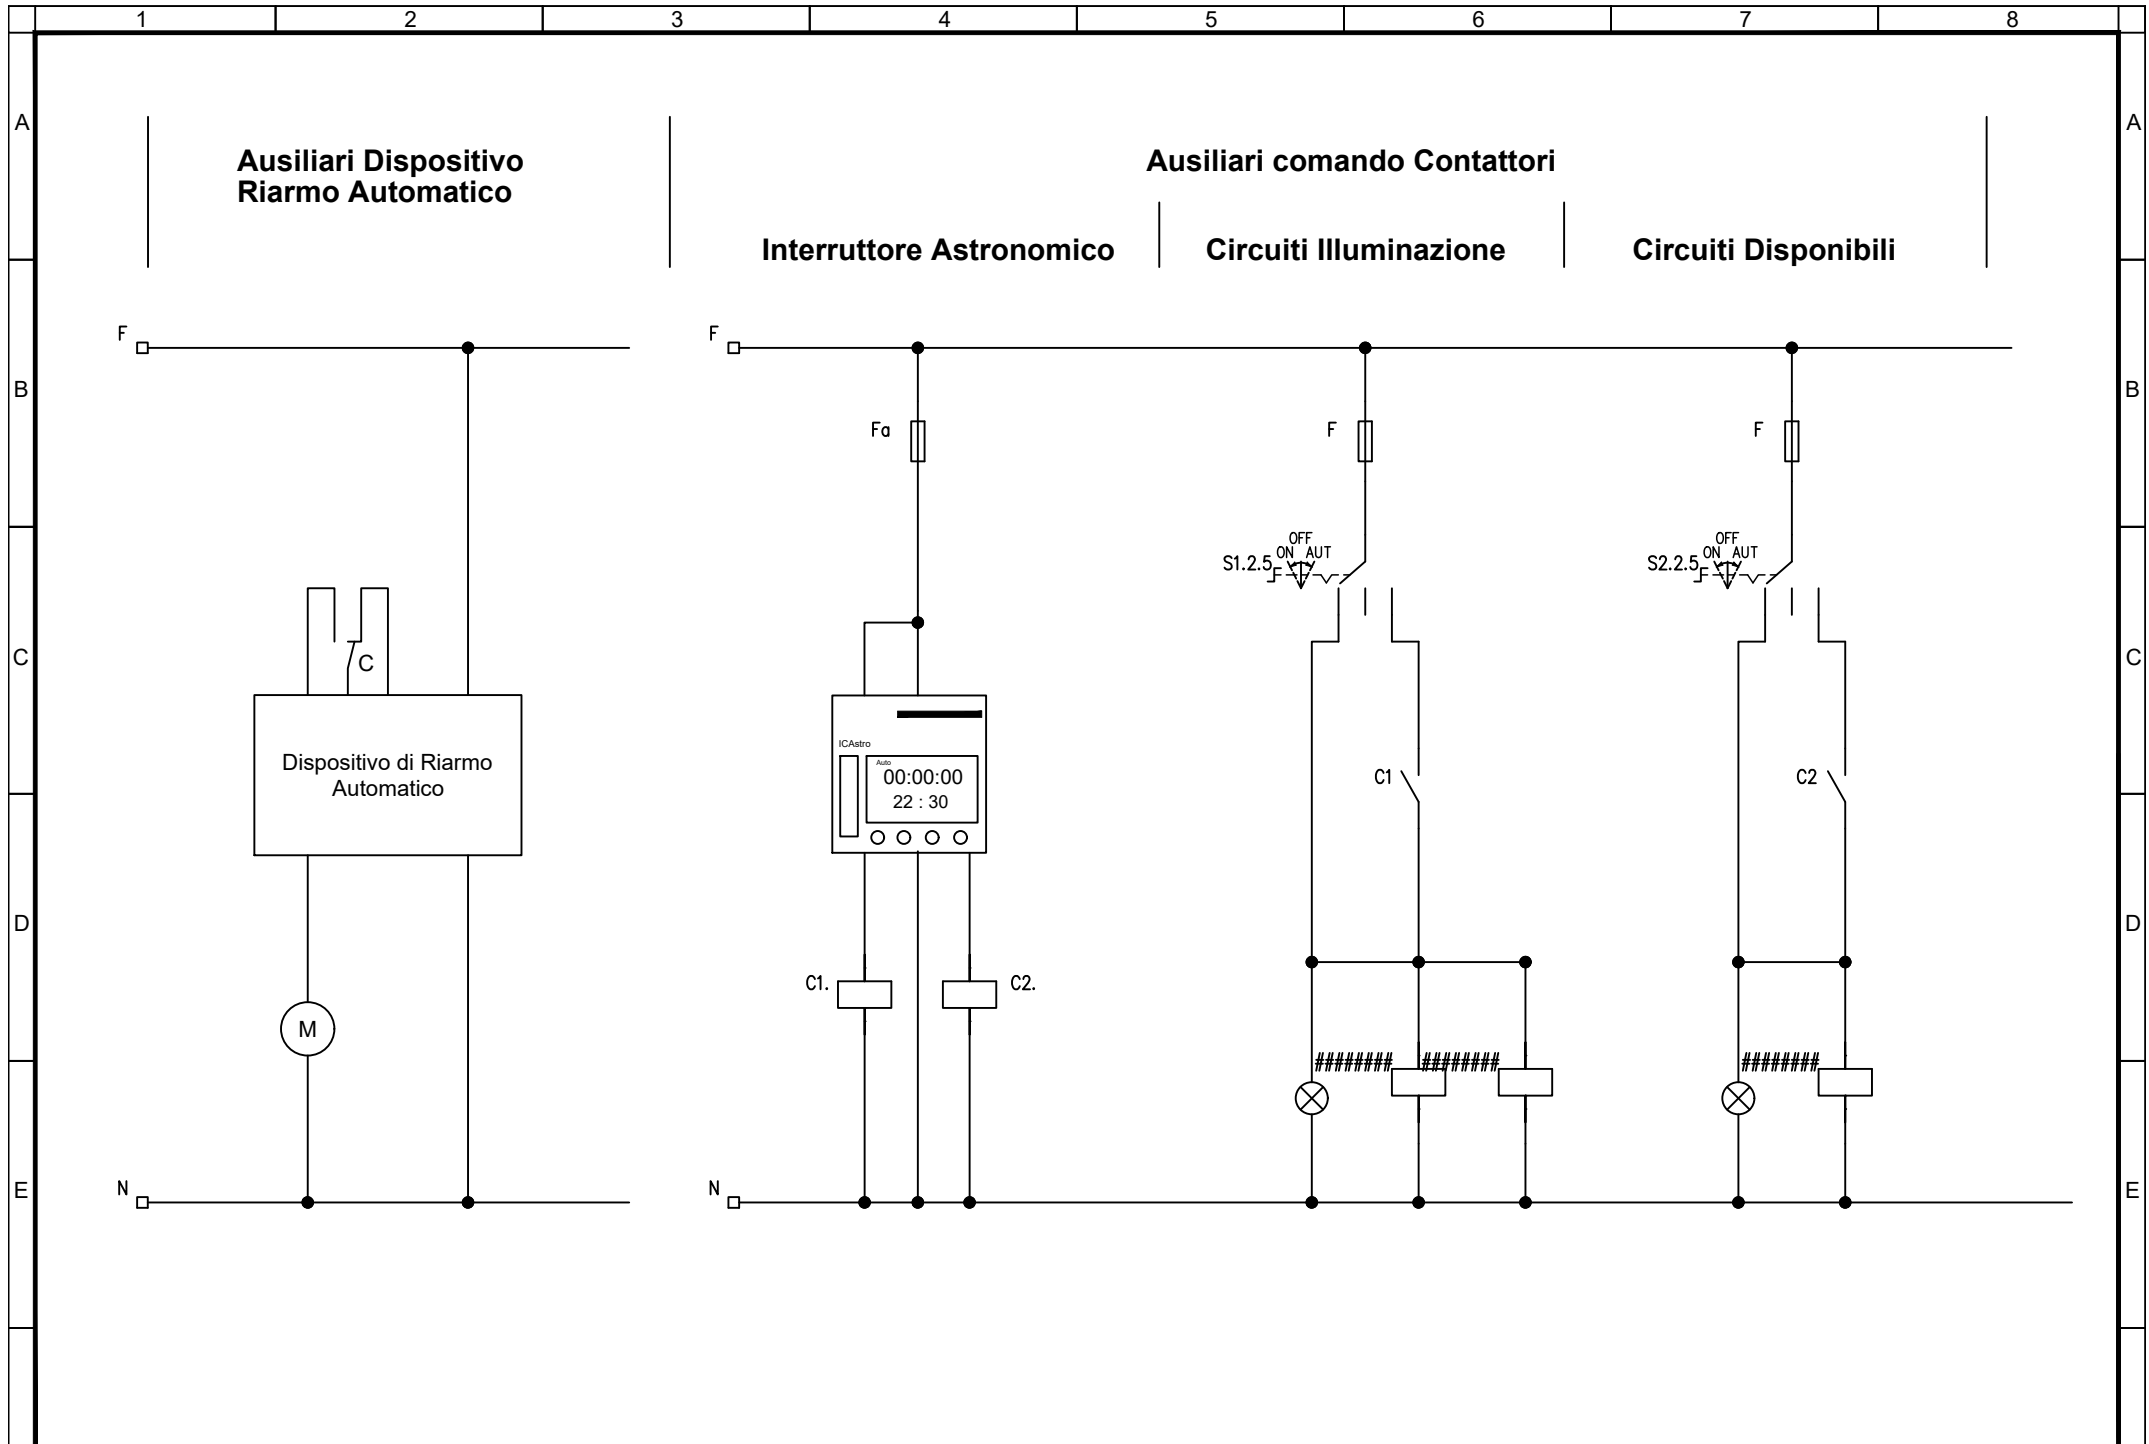 1 2 3 4 5 6 7 8
A A
Ausiliari Dispositivo
Riarmo Automatico
Ausiliari comando Contattori
Interruttore Astronomico Circuiti Illuminazione Circuiti Disponibili
F F
B B
Fa F F
OFF OFF
S1.2.5 ON AUT S2.2.5 ON AUT
C C
C
Dispositivo di Riarmo
Automatico
ICAstro
Auto
00:00:00
22 : 30
C1 C2
D D
C1. C2.
M
######## ######## ########
E E
N N